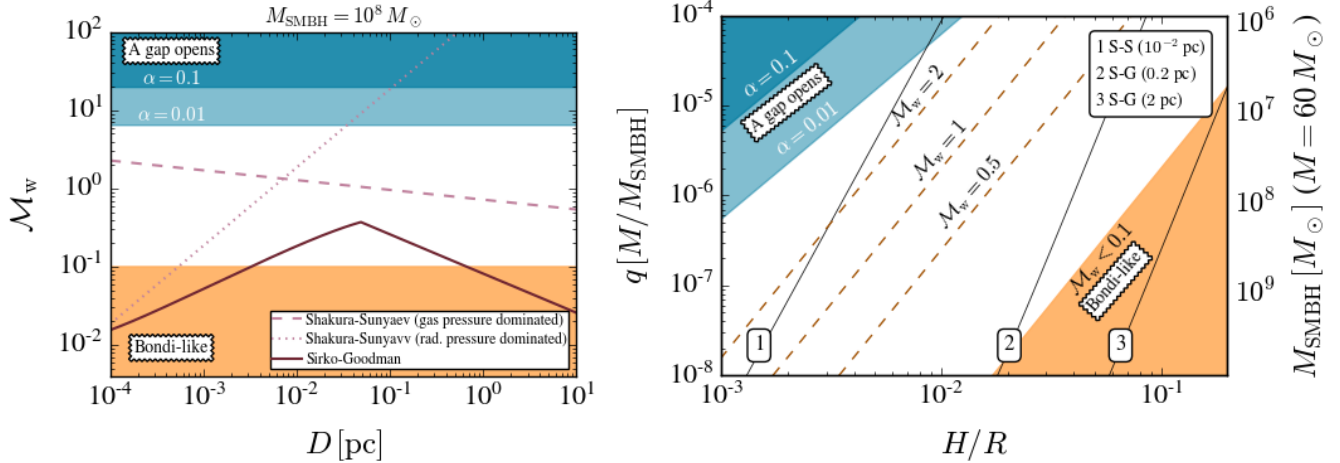 M_SMBH = 10^8 M_⊙
A gap opens
α = 0.1
α = 0.01
Bondi-like
Shakura-Sunyaev (gas pressure dominated)
Shakura-Sunyavv (rad. pressure dominated)
Sirko-Goodman
10^2
10^1
10^0
10^-1
10^-2
ℳ_w
10^-4
10^-3
10^-2
10^-1
10^0
10^1
D [pc]
10^-4
10^-5
10^-6
10^-7
10^-8
q [M/M_SMBH]
α = 0.1
A gap opens
α = 0.01
ℳ_w = 2
ℳ_w = 1
ℳ_w = 0.5
ℳ_w < 0.1
Bondi-like
1 S-S (10^-2 pc)
2 S-G (0.2 pc)
3 S-G (2 pc)
1
2
3
10^-3
10^-2
10^-1
H/R
10^6
10^7
10^8
10^9
M_SMBH [M_⊙] (M = 60 M_⊙)